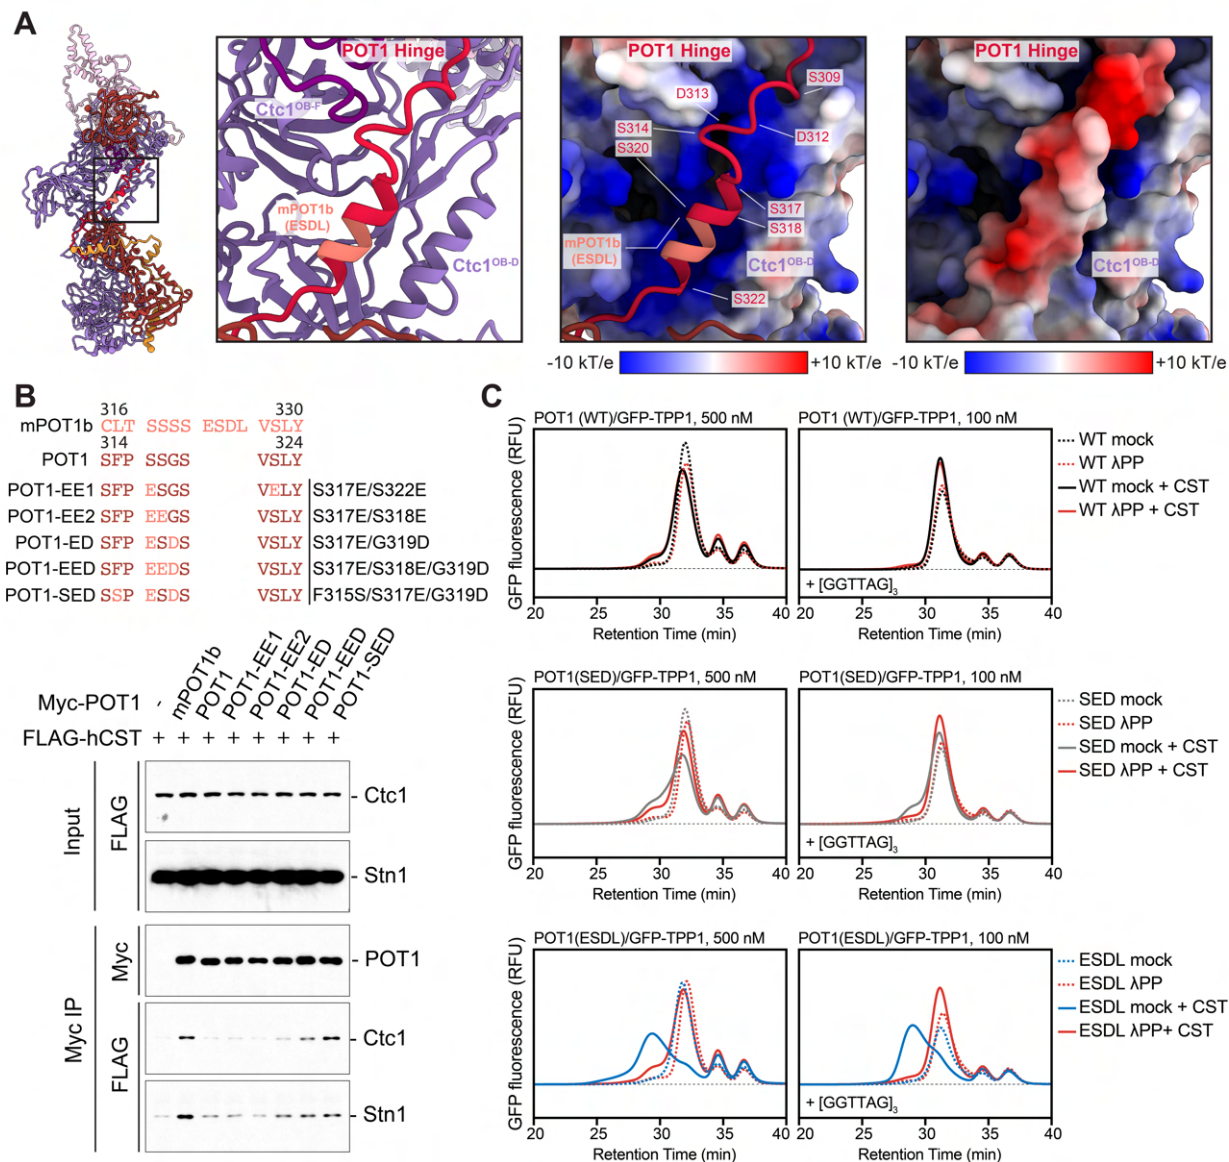 A
POT1 Hinge
Ctc1OB-F
mPOT1b
(ESDL)
Ctc1OB-D
POT1 Hinge
S309
D313
S314
D312
S320
S317
S318
mPOT1b
(ESDL)
Ctc1OB-D
S322
POT1 Hinge
Ctc1OB-D
-10 kT/e +10 kT/e
-10 kT/e +10 kT/e
B
316 330
mPOT1b CLT SSSS ESDL VSLY
314 324
POT1 SFP SSGS VSLY
POT1-EE1 SFP ESGS VELY S317E/S322E
POT1-EE2 SFP EEGS VSLY S317E/S318E
POT1-ED SFP ESDS VSLY S317E/G319D
POT1-EED SFP EEDS VSLY S317E/S318E/G319D
POT1-SED SSP ESDS VSLY F315S/S317E/G319D
Myc-POT1 - mPOT1b POT1 POT1-EE1 POT1-EE2 POT1-ED POT1-EED POT1-SED
FLAG-hCST + + + + + + + +
Input
FLAG
Ctc1
Stn1
Myc IP
Myc
POT1
FLAG
Ctc1
Stn1
C
POT1 (WT)/GFP-TPP1, 500 nM
POT1 (WT)/GFP-TPP1, 100 nM
GFP fluorescence (RFU)
+ [GGTTAG]3
20 25 30 35 40
20 25 30 35 40
Retention Time (min)
Retention Time (min)
WT mock
WT λPP
WT mock + CST
WT λPP + CST
POT1(SED)/GFP-TPP1, 500 nM
POT1(SED)/GFP-TPP1, 100 nM
GFP fluorescence (RFU)
+ [GGTTAG]3
20 25 30 35 40
20 25 30 35 40
Retention Time (min)
Retention Time (min)
SED mock
SED λPP
SED mock + CST
SED λPP + CST
POT1(ESDL)/GFP-TPP1, 500 nM
POT1(ESDL)/GFP-TPP1, 100 nM
GFP fluorescence (RFU)
+ [GGTTAG]3
20 25 30 35 40
20 25 30 35 40
Retention Time (min)
Retention Time (min)
ESDL mock
ESDL λPP
ESDL mock + CST
ESDL λPP+ CST